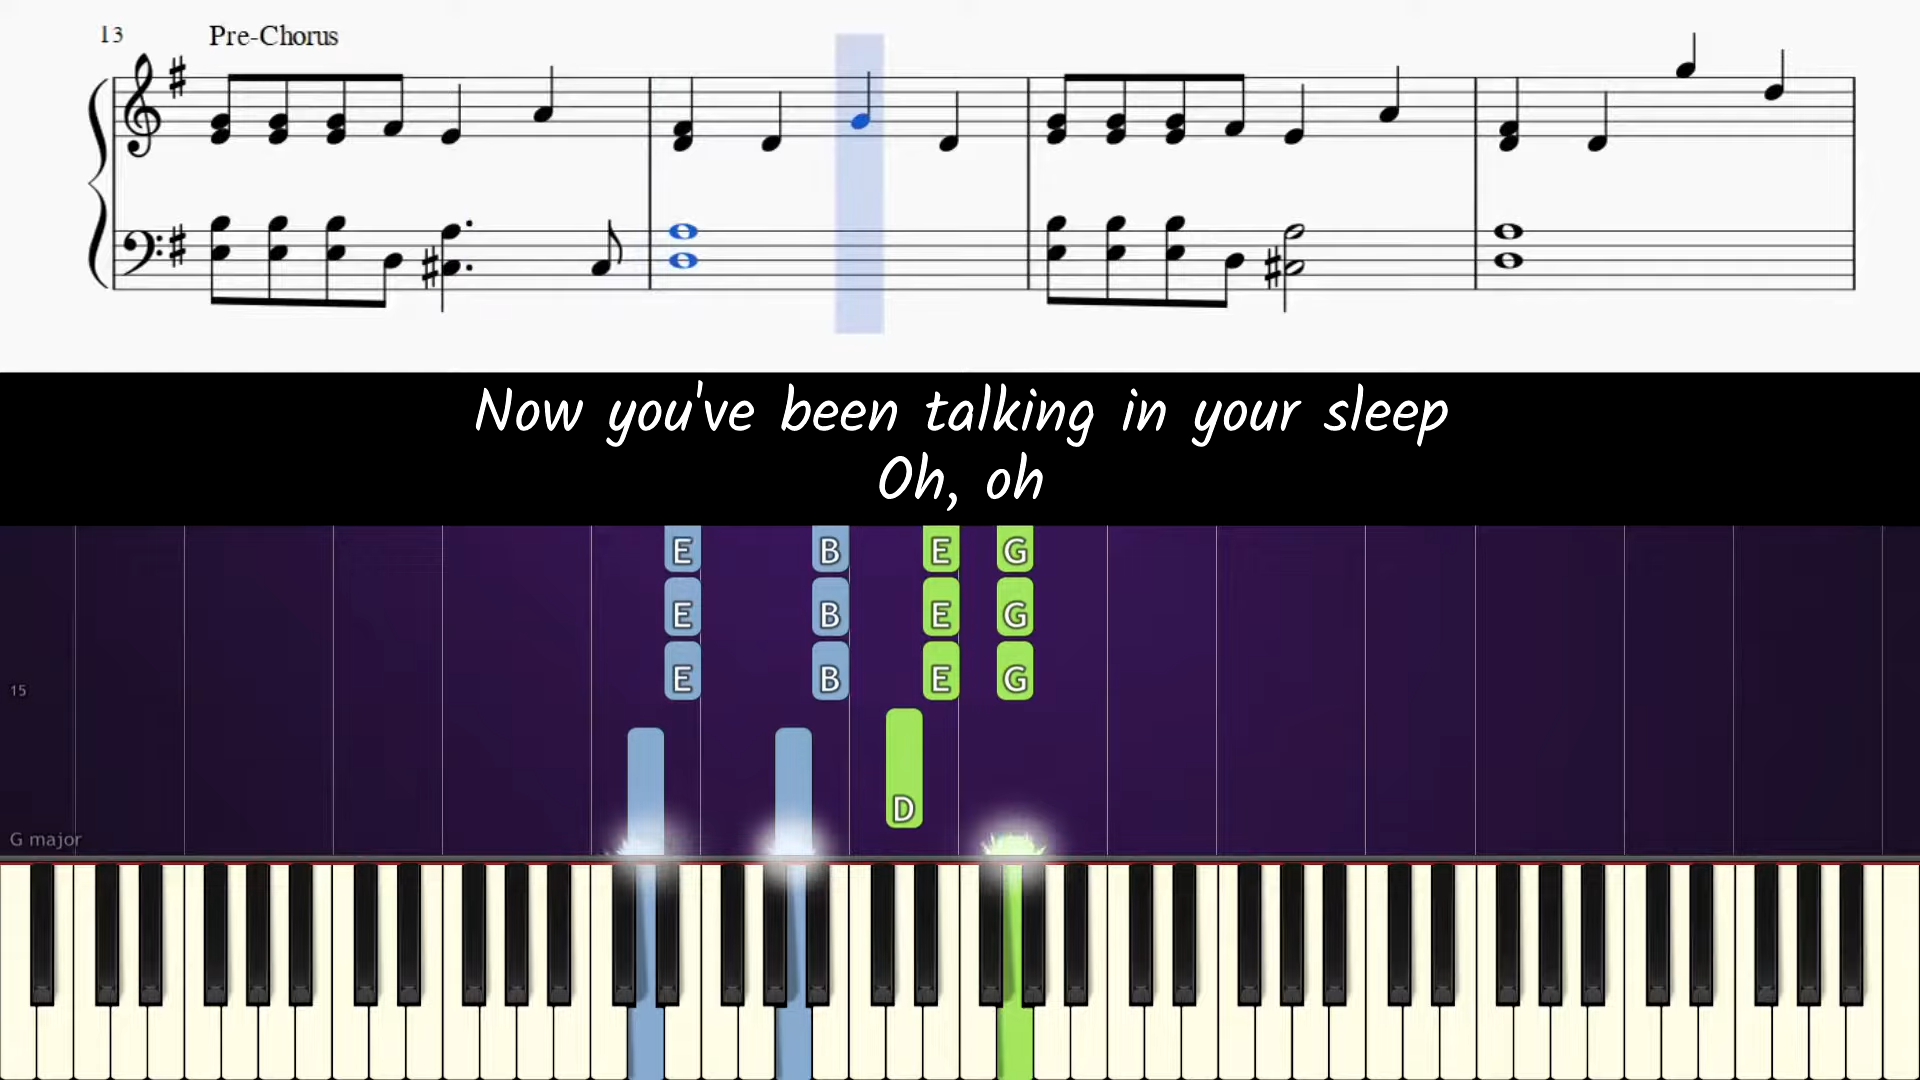 13 Pre-Chorus
Now you've been talking in your sleep
Oh, oh
E B E G
E B E G
E B E G
15
D
G major